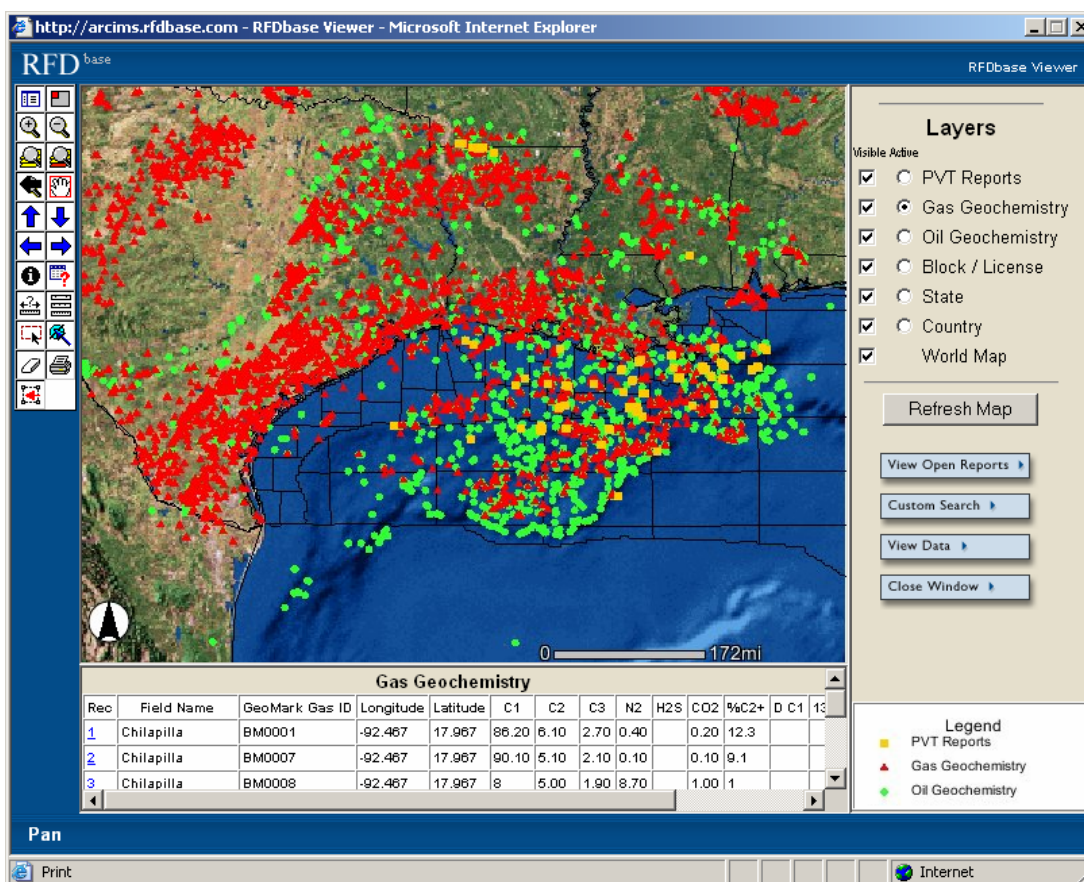 http://arcims.rfdbase.com - RFDbase Viewer - Microsoft Internet Explorer
RFD base
RFDbase Viewer
Layers
Visible Active
PVT Reports
Gas Geochemistry
Oil Geochemistry
Block / License
State
Country
World Map
Refresh Map
View Open Reports
Custom Search
View Data
Close Window
0 172mi
Gas Geochemistry
Rec Field Name GeoMark Gas ID Longitude Latitude C1 C2 C3 N2 H2S CO2 %C2+ D C1 13
1 Chilapilla BM0001 -92.467 17.967 86.20 6.10 2.70 0.40 0.20 12.3
2 Chilapilla BM0007 -92.467 17.967 90.10 5.10 2.10 0.10 0.10 9.1
3 Chilapilla BM0008 -92.467 17.967 8 5.00 1.90 8.70 1.00 1
Legend
PVT Reports
Gas Geochemistry
Oil Geochemistry
Pan
Print
Internet